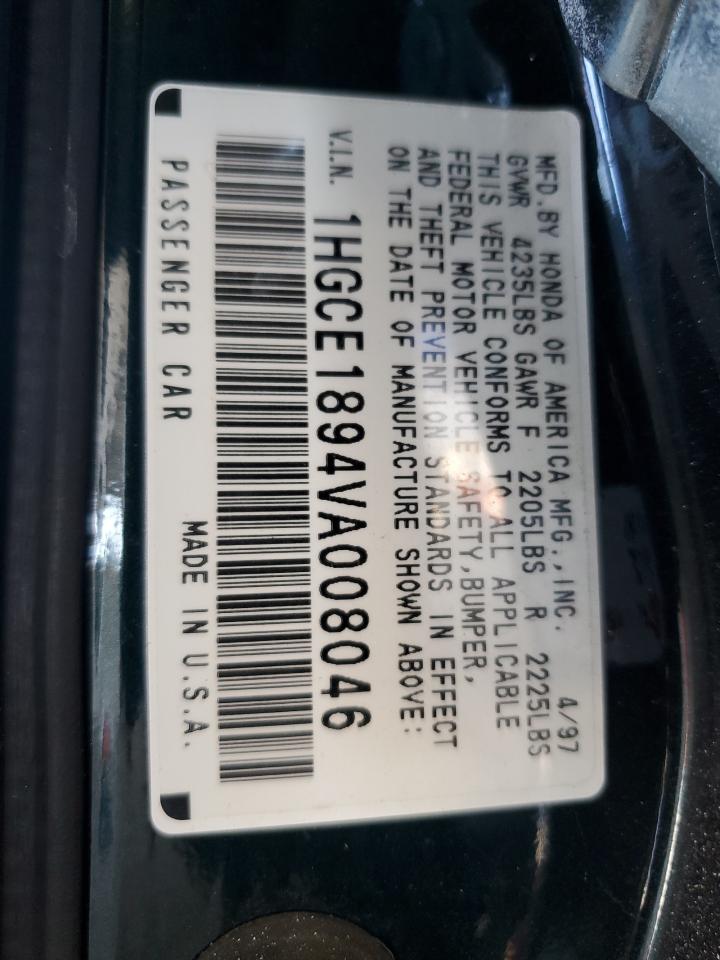 MFD.BY HONDA OF AMERICA MFG.,INC. 4/97
GVWR 4235LBS GAWR F 2205LBS R 2225LBS
THIS VEHICLE CONFORMS TO ALL APPLICABLE
FEDERAL MOTOR VEHICLE SAFETY,BUMPER,
AND THEFT PREVENTION STANDARDS IN EFFECT
ON THE DATE OF MANUFACTURE SHOWN ABOVE:
V.I.N. 1HGCE1894VA008046
PASSENGER CAR MADE IN U.S.A.